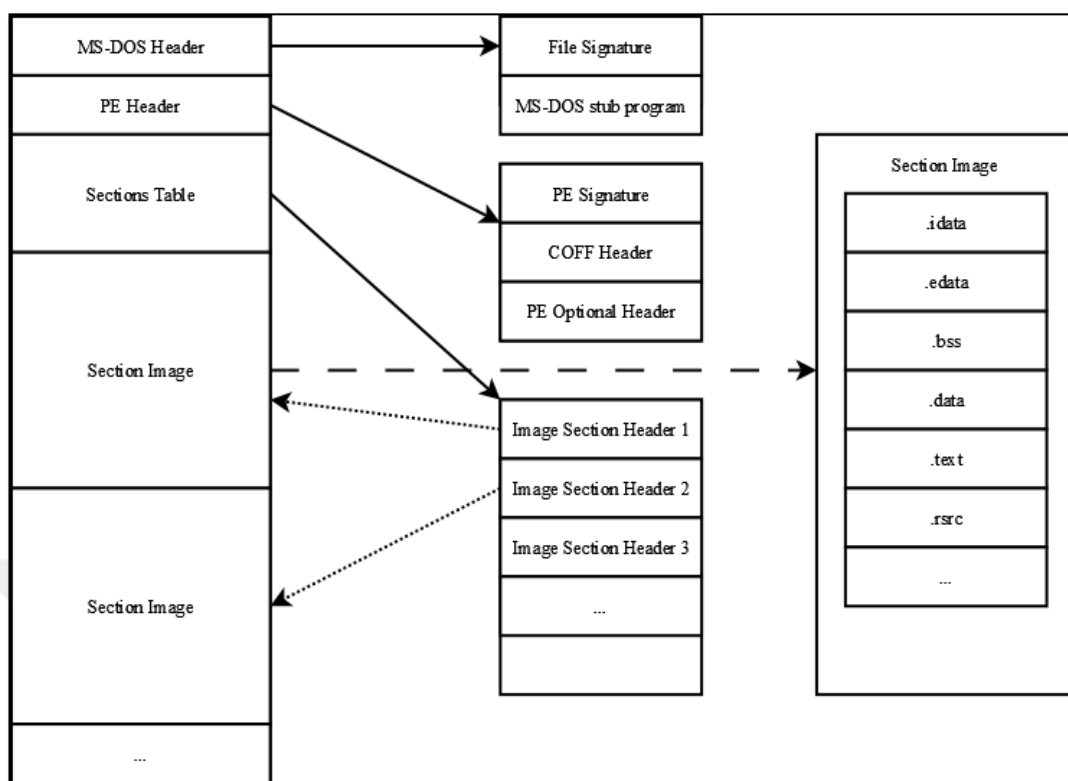 MS-DOS Header
PE Header
Sections Table
Section Image
Section Image
...
File Signature
MS-DOS stub program
PE Signature
COFF Header
PE Optional Header
Image Section Header 1
Image Section Header 2
Image Section Header 3
...
Section Image
.idata
.edata
.bss
.data
.text
.rsrc
...